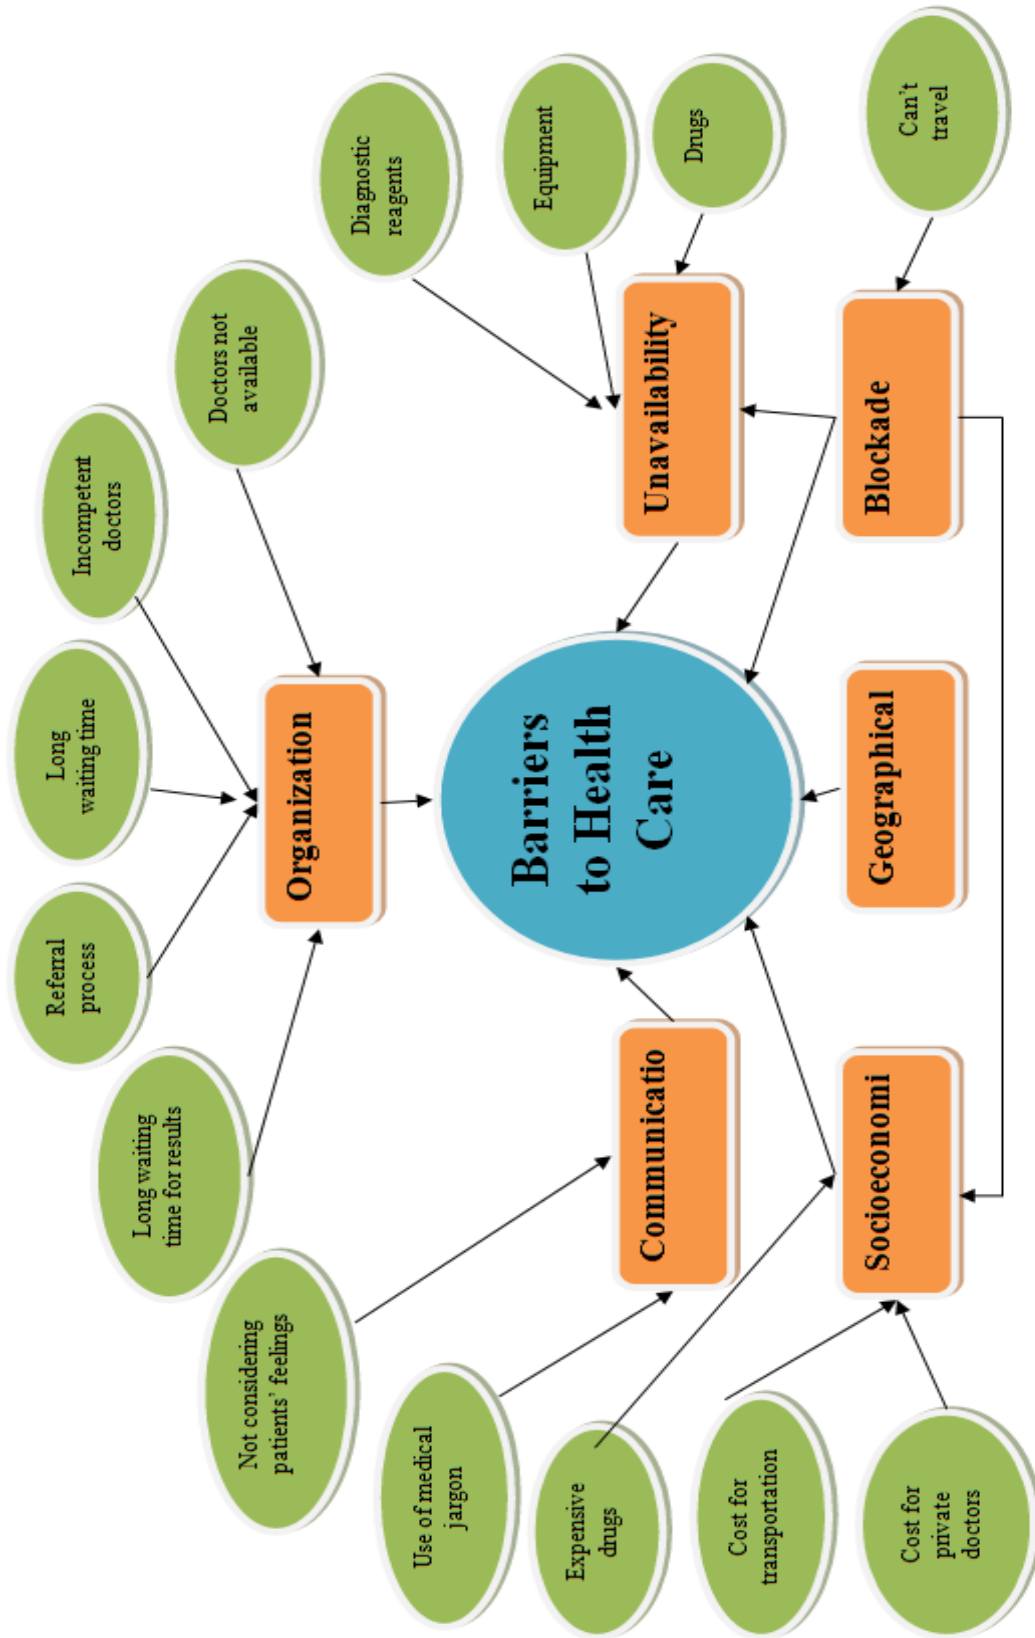 Referral
process
Long
waiting time
Incompetent
doctors
Long waiting
time for results
Doctors not
available
Not considering
patients' feelings
Organization
Diagnostic
reagents
Use of medical
jargon
Equipment
Expensive
drugs
Communicatio
Barriers
to Health
Care
Unavailability
Drugs
Cost for
transportation
Cost for
private
doctors
Socioeconomi
Geographical
Blockade
Can't
travel